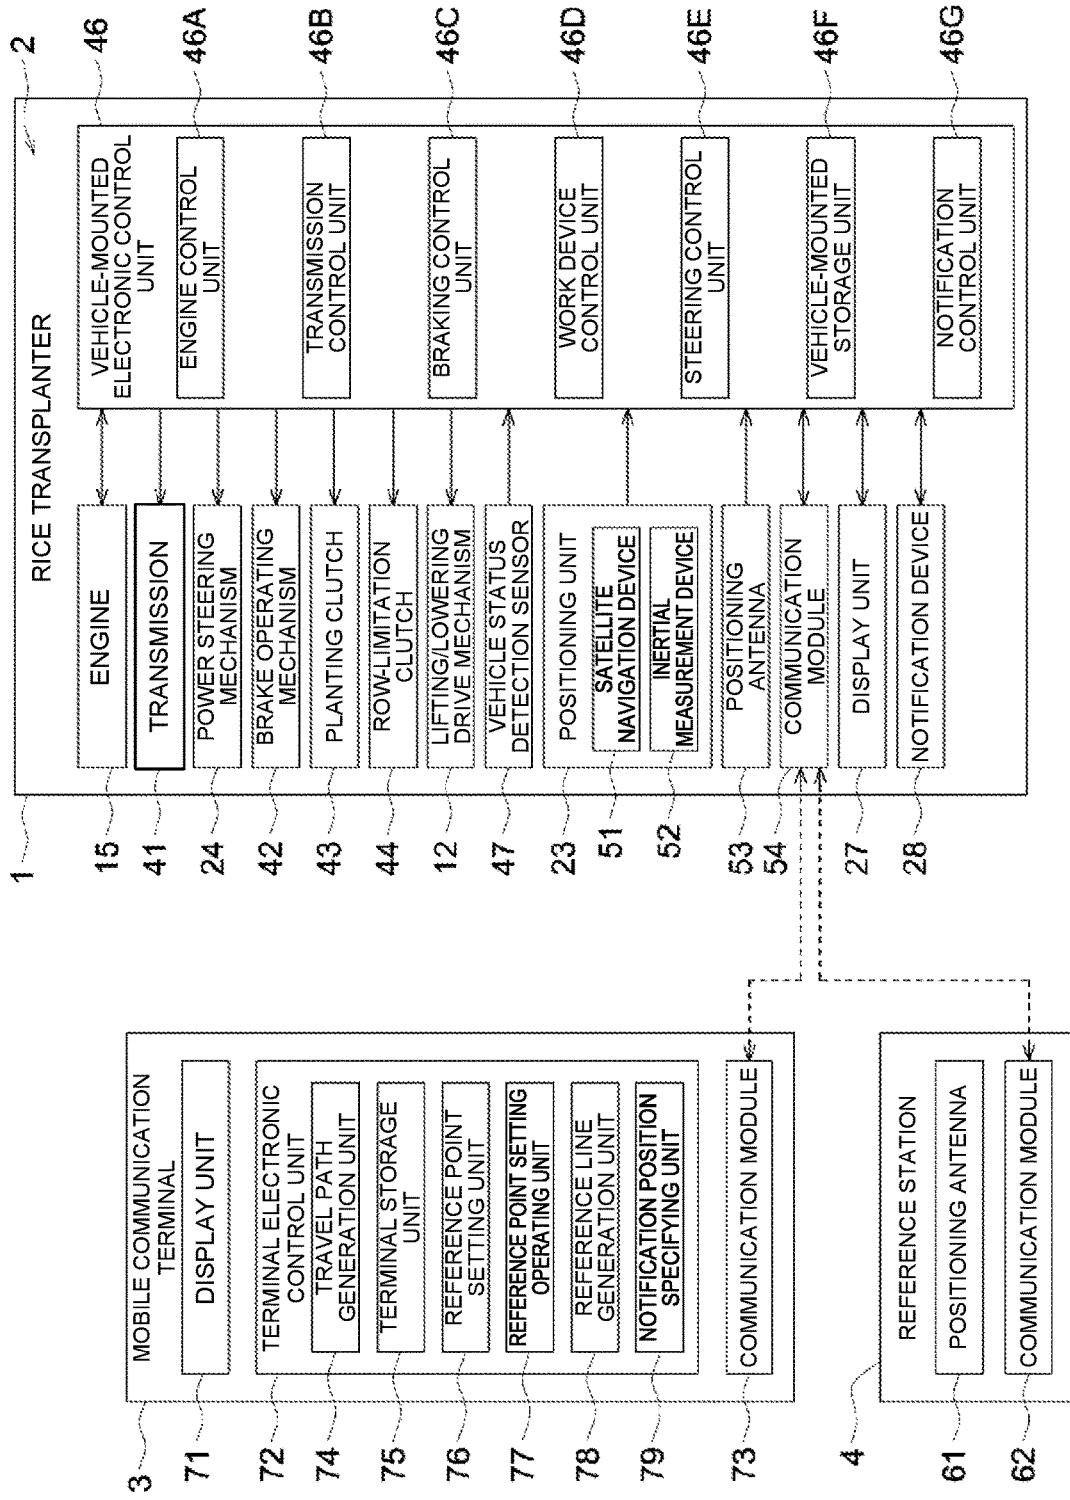 2
1
RICE TRANSPLANTER
46
VEHICLE-MOUNTED
ELECTRONIC CONTROL
UNIT
46A
ENGINE CONTROL
UNIT
46B
TRANSMISSION
CONTROL UNIT
46C
BRAKING CONTROL
UNIT
46D
WORK DEVICE
CONTROL UNIT
46E
STEERING CONTROL
UNIT
46F
VEHICLE-MOUNTED
STORAGE UNIT
46G
NOTIFICATION
CONTROL UNIT
15
ENGINE
41
TRANSMISSION
24
POWER STEERING
MECHANISM
42
BRAKE OPERATING
MECHANISM
43
PLANTING CLUTCH
44
ROW-LIMITATION
CLUTCH
12
LIFTING/LOWERING
DRIVE MECHANISM
47
VEHICLE STATUS
DETECTION SENSOR
23
POSITIONING UNIT
51
SATELLITE
NAVIGATION DEVICE
52
INERTIAL
MEASUREMENT DEVICE
53
POSITIONING
ANTENNA
54
COMMUNICATION
MODULE
27
DISPLAY UNIT
28
NOTIFICATION DEVICE
3
MOBILE COMMUNICATION
TERMINAL
71
DISPLAY UNIT
72
TERMINAL ELECTRONIC
CONTROL UNIT
74
TRAVEL PATH
GENERATION UNIT
75
TERMINAL STORAGE
UNIT
76
REFERENCE POINT
SETTING UNIT
77
REFERENCE POINT SETTING
OPERATING UNIT
78
REFERENCE LINE
GENERATION UNIT
79
NOTIFICATION POSITION
SPECIFYING UNIT
73
COMMUNICATION MODULE
4
REFERENCE STATION
61
POSITIONING ANTENNA
62
COMMUNICATION MODULE